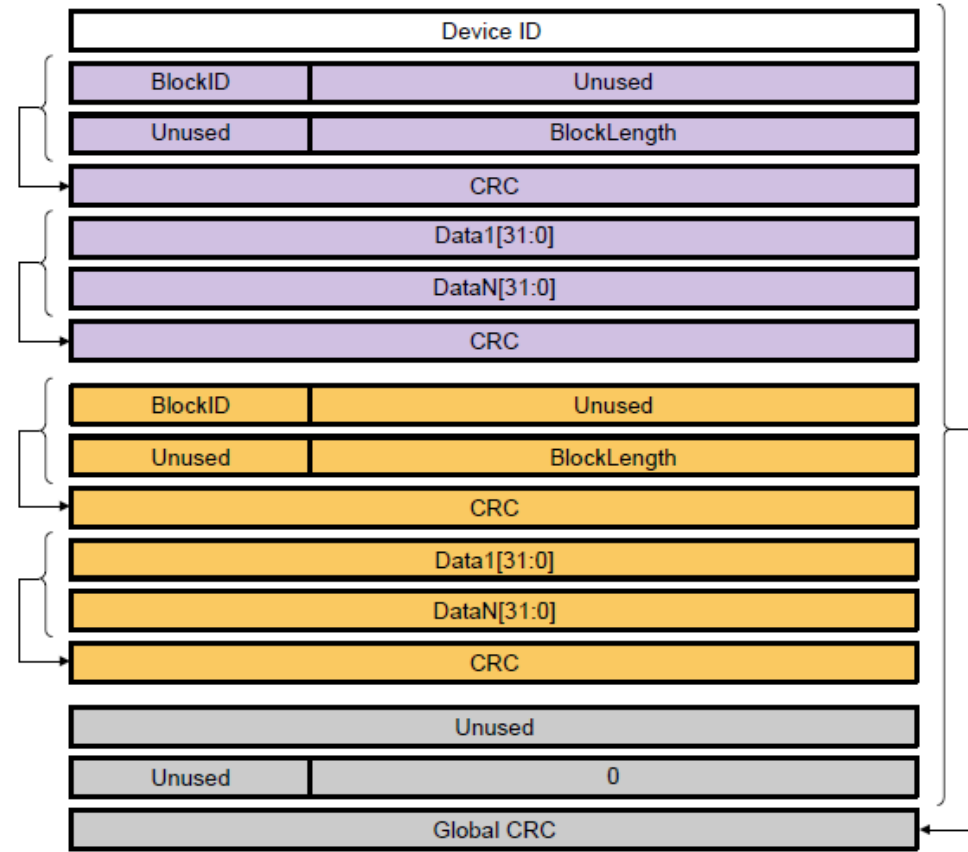 Device ID
BlockID Unused
Unused BlockLength
CRC
Data1[31:0]
DataN[31:0]
CRC
BlockID Unused
Unused BlockLength
CRC
Data1[31:0]
DataN[31:0]
CRC
Unused
Unused 0
Global CRC